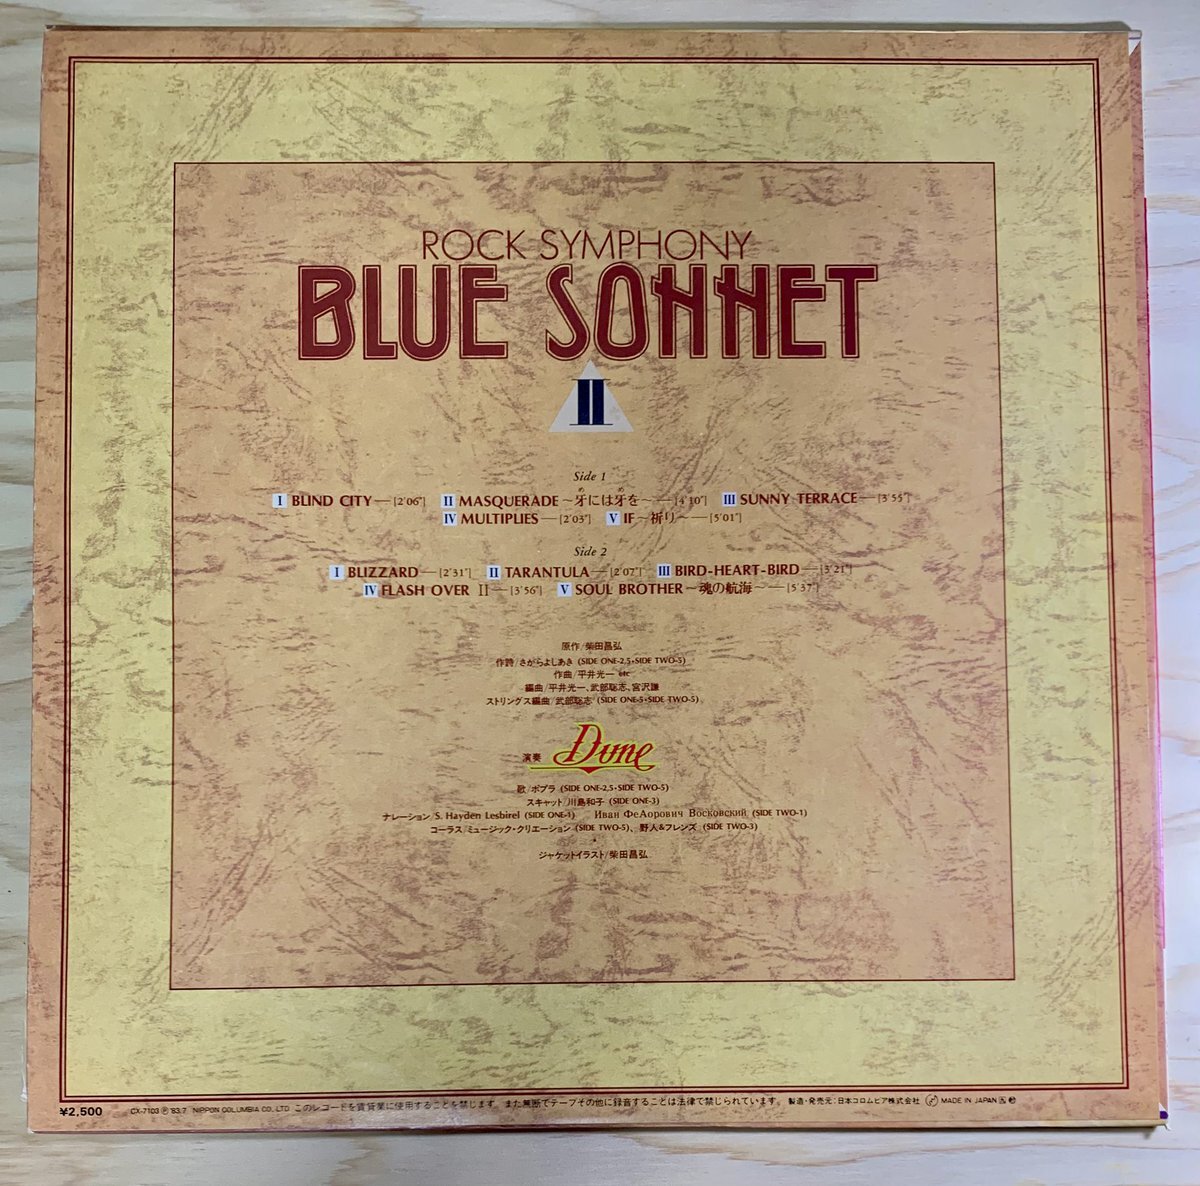 ROCK SYMPHONY
BLUE SONNET
II
Side 1
I BLIND CITY—[2'06"] II MASQUERADE ～牙には牙を～—[4'10"] III SUNNY TERRACE—[3'55"]
IV MULTIPLIES—[2'03"] V IF～祈り～—[5'01"]
Side 2
I BLIZZARD—[2'31"] II TARANTULA—[2'07"] III BIRD-HEART-BIRD—[3'21"]
IV FLASH OVER II—[3'56"] V SOUL BROTHER～魂の航海～—[5'37"]
原作/柴田昌弘
作詩/さがらよしあき (SIDE ONE-2,5・SIDE TWO-5)
作曲/平井光一 etc
編曲/平井光一、武部聡志、宮沢謙
ストリングス編曲/武部聡志 (SIDE ONE-5・SIDE TWO-5)
演奏 Dune
歌/ポプラ (SIDE ONE-2,5・SIDE TWO-5)
スキャット/川島和子 (SIDE ONE-3)
ナレーション/S. Hayden Lesbirel (SIDE ONE-1) Иван ФеАорович Восковский (SIDE TWO-1)
コーラス/ミュージック・クリエーション (SIDE TWO-5)、野人&フレンズ (SIDE TWO-3)
ジャケットイラスト/柴田昌弘
¥2,500 CX-7103 Ⓟ'83.7 NIPPON COLUMBIA CO., LTD. このレコードを賃貸業に使用することを禁じます。また無断でテープその他に録音することは法律で禁じられています。 製造・発売元:日本コロムビア株式会社 MADE IN JAPAN